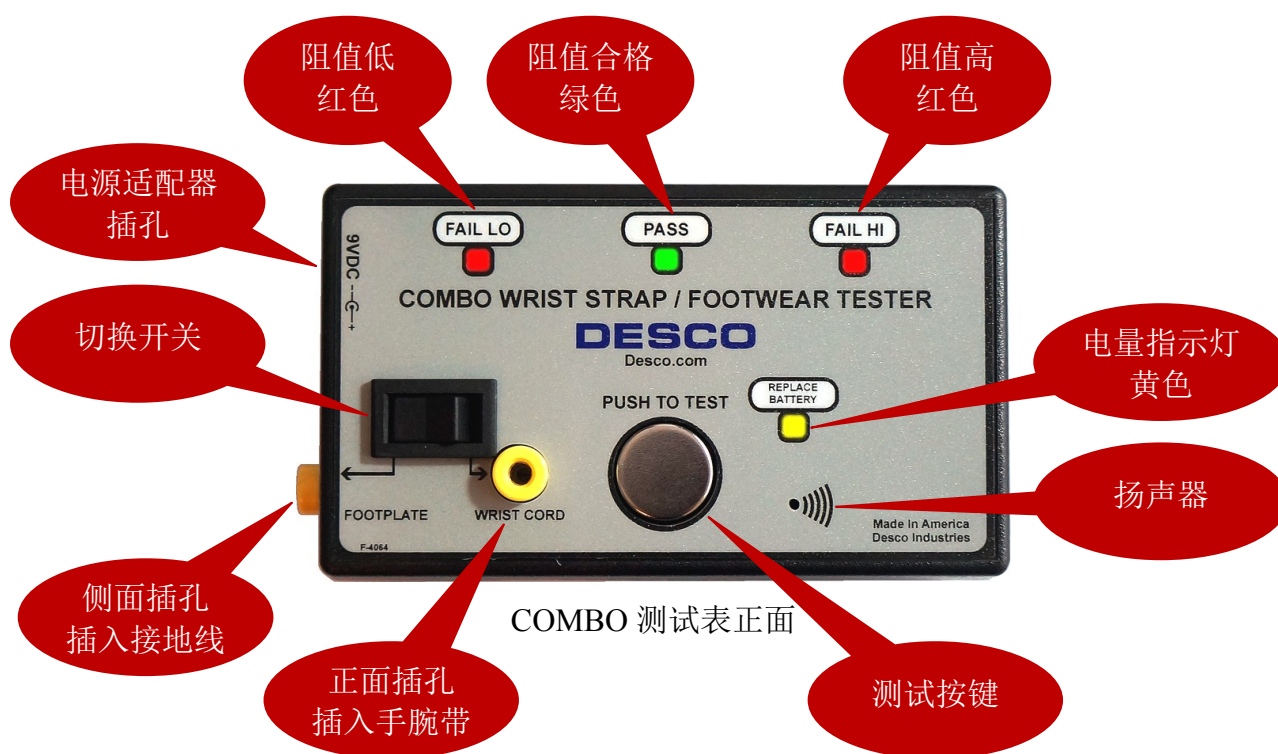 阻值低
红色
阻值合格
绿色
阻值高
红色
电源适配器
插孔
FAIL LO
PASS
FAIL HI
9VDC
COMBO WRIST STRAP / FOOTWEAR TESTER
DESCO
Desco.com
切换开关
电量指示灯
黄色
REPLACE
BATTERY
PUSH TO TEST
扬声器
FOOTPLATE
WRIST CORD
Made In America
Desco Industries
F-4064
侧面插孔
插入接地线
COMBO 测试表正面
正面插孔
插入手腕带
测试按键